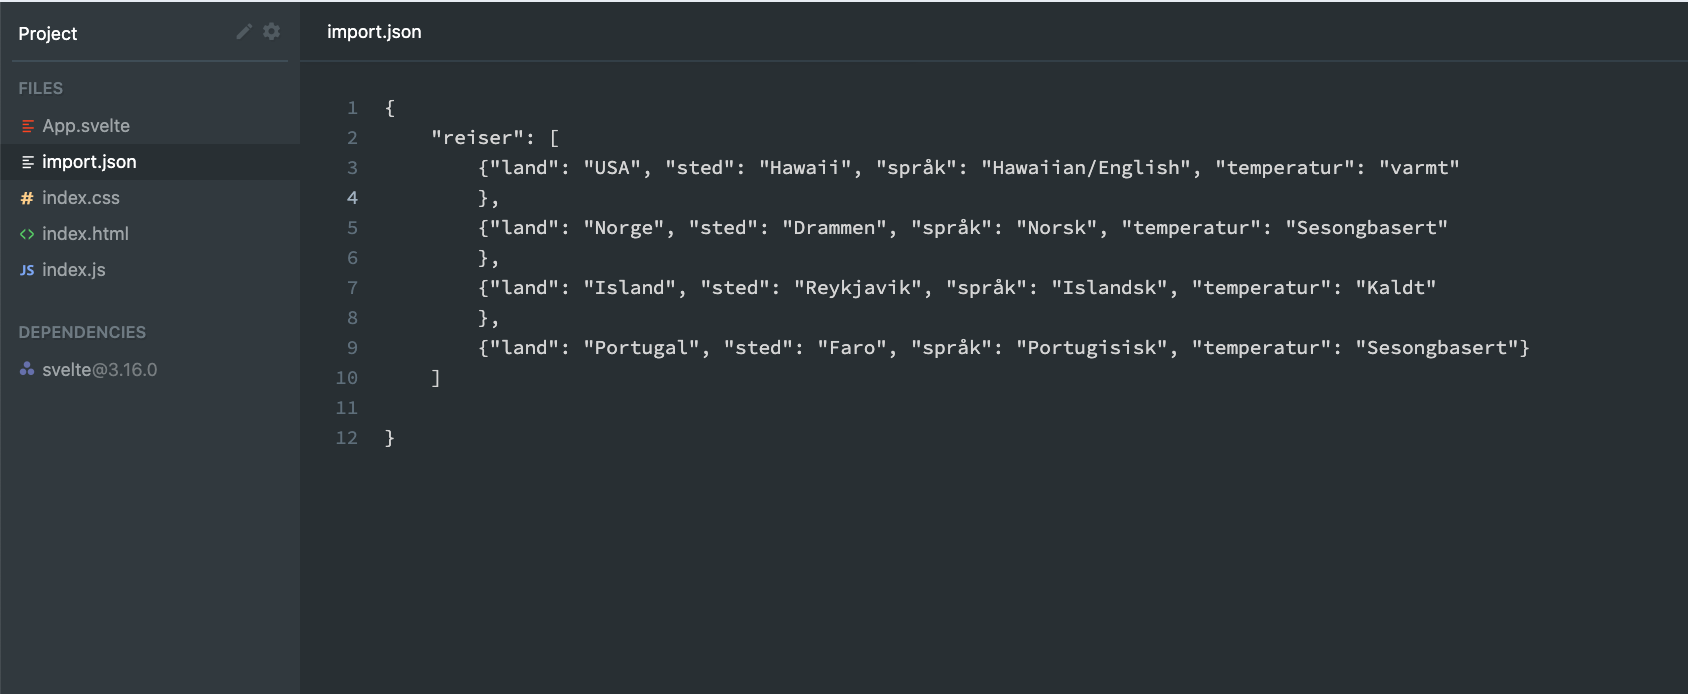 Project
FILES
App.svelte
import.json
# index.css
<> index.html
JS index.js
DEPENDENCIES
svelte@3.16.0
import.json
1 {
2     "reiser": [
3         {"land": "USA", "sted": "Hawaii", "språk": "Hawaiian/English", "temperatur": "varmt"
4         },
5         {"land": "Norge", "sted": "Drammen", "språk": "Norsk", "temperatur": "Sesongbasert"
6         },
7         {"land": "Island", "sted": "Reykjavik", "språk": "Islandsk", "temperatur": "Kaldt"
8         },
9         {"land": "Portugal", "sted": "Faro", "språk": "Portugisisk", "temperatur": "Sesongbasert"}
10     ]
11
12 }